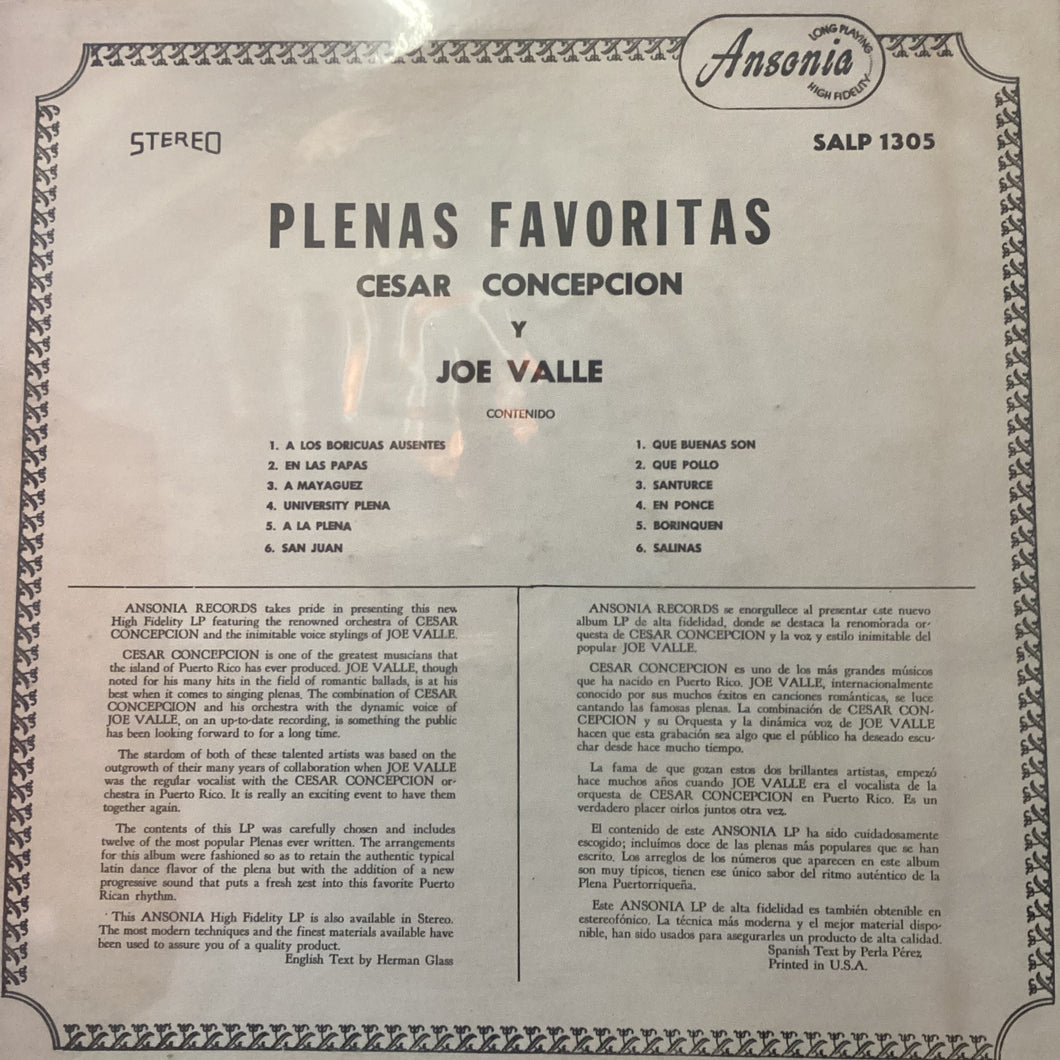 Ansonia
LONG PLAYING
HIGH FIDELITY
STEREO
SALP 1305
PLENAS FAVORITAS
CESAR CONCEPCION
Y
JOE VALLE
CONTENIDO
1. A LOS BORICUAS AUSENTES
2. EN LAS PAPAS
3. A MAYAGUEZ
4. UNIVERSITY PLENA
5. A LA PLENA
6. SAN JUAN
1. QUE BUENAS SON
2. QUE POLLO
3. SANTURCE
4. EN PONCE
5. BORINQUEN
6. SALINAS
ANSONIA RECORDS takes pride in presenting this new
High Fidelity LP featuring the renowned orchestra of CESAR
CONCEPCION and the inimitable voice stylings of JOE VALLE.
CESAR CONCEPCION is one of the greatest musicians that
the island of Puerto Rico has ever produced. JOE VALLE, though
noted for his many hits in the field of romantic ballads, is at his
best when it comes to singing plenas. The combination of CESAR
CONCEPCION and his orchestra with the dynamic voice of
JOE VALLE, on an up-to-date recording, is something the public
has been looking forward to for a long time.
The stardom of both of these talented artists was based on the
outgrowth of their many years of collaboration when JOE VALLE
was the regular vocalist with the CESAR CONCEPCION or-
chestra in Puerto Rico. It is really an exciting event to have them
together again.
The contents of this LP was carefully chosen and includes
twelve of the most popular Plenas ever written. The arrangements
for this album were fashioned so as to retain the authentic typical
latin dance flavor of the plena but with the addition of a new
progressive sound that puts a fresh zest into this favorite Puerto
Rican rhythm.
This ANSONIA High Fidelity LP is also available in Stereo.
The most modern techniques and the finest materials available have
been used to assure you of a quality product.
English Text by Herman Glass
ANSONIA RECORDS se enorgullece al presentar este nuevo
album LP de alta fidelidad, donde se destaca la renombrada or-
questa de CESAR CONCEPCION y la voz y estilo inimitable del
popular JOE VALLE.
CESAR CONCEPCION es uno de los más grandes músicos
que ha nacido en Puerto Rico. JOE VALLE, internacionalmente
conocido por sus muchos éxitos en canciones románticas, se luce
cantando las famosas plenas. La combinación de CESAR CON-
CEPCION y su Orquesta y la dinámica voz de JOE VALLE
hacen que esta grabación sea algo que el público ha deseado escu-
char desde hace mucho tiempo.
La fama de que gozan estos dos brillantes artistas, empezó
hace muchos años cuando JOE VALLE era el vocalista de la
orquesta de CESAR CONCEPCION en Puerto Rico. Es un
verdadero placer oirlos juntos otra vez.
El contenido de este ANSONIA LP ha sido cuidadosamente
escogido; incluímos doce de las plenas más populares que se han
escrito. Los arreglos de los números que aparecen en este album
son muy típicos, tienen ese único sabor del ritmo auténtico de la
Plena Puertorriqueña.
Este ANSONIA LP de alta fidelidad es también obtenible en
estereofónico. La técnica más moderna y el mejor material dispo-
nible, han sido usados para asegurarles un producto de alta calidad.
Spanish Text by Perla Pérez
Printed in U.S.A.